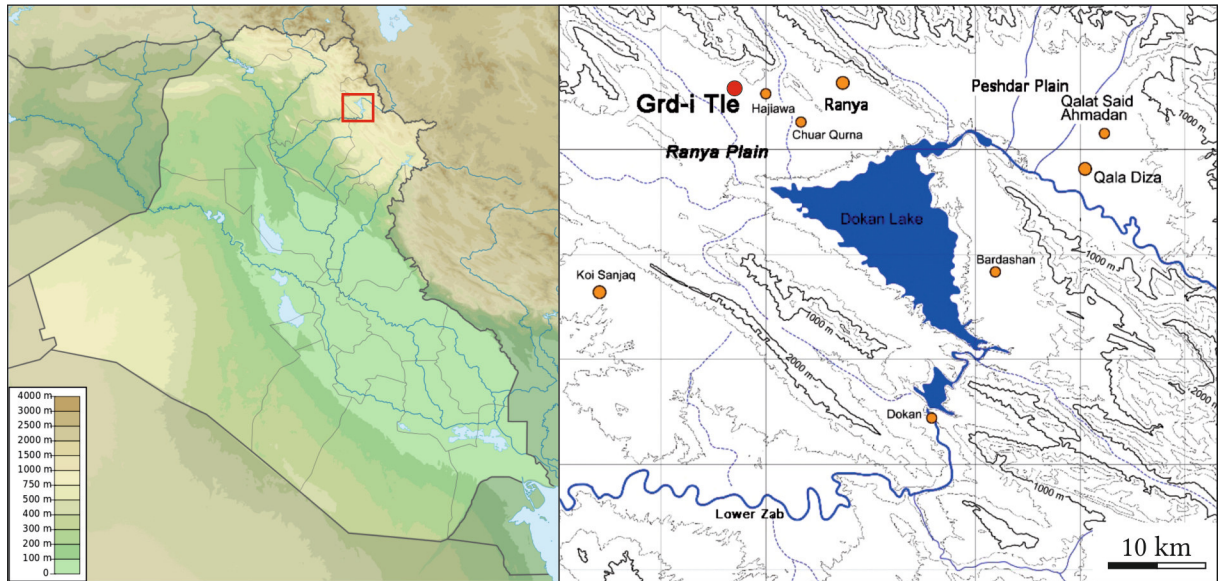 4000 m
3000 m
2500 m
2000 m
1500 m
1000 m
750 m
500 m
400 m
300 m
200 m
100 m
0
Grd-i Tle
Hajiawa
Ranya
Chuar Qurna
Ranya Plain
Peshdar Plain
Qalat Said
Ahmadan
1000 m
Qala Diza
Dokan Lake
Koi Sanjaq
Bardashan
1000 m
1000 m
2000 m
2000 m
Dokan
1000 m
Lower Zab
10 km